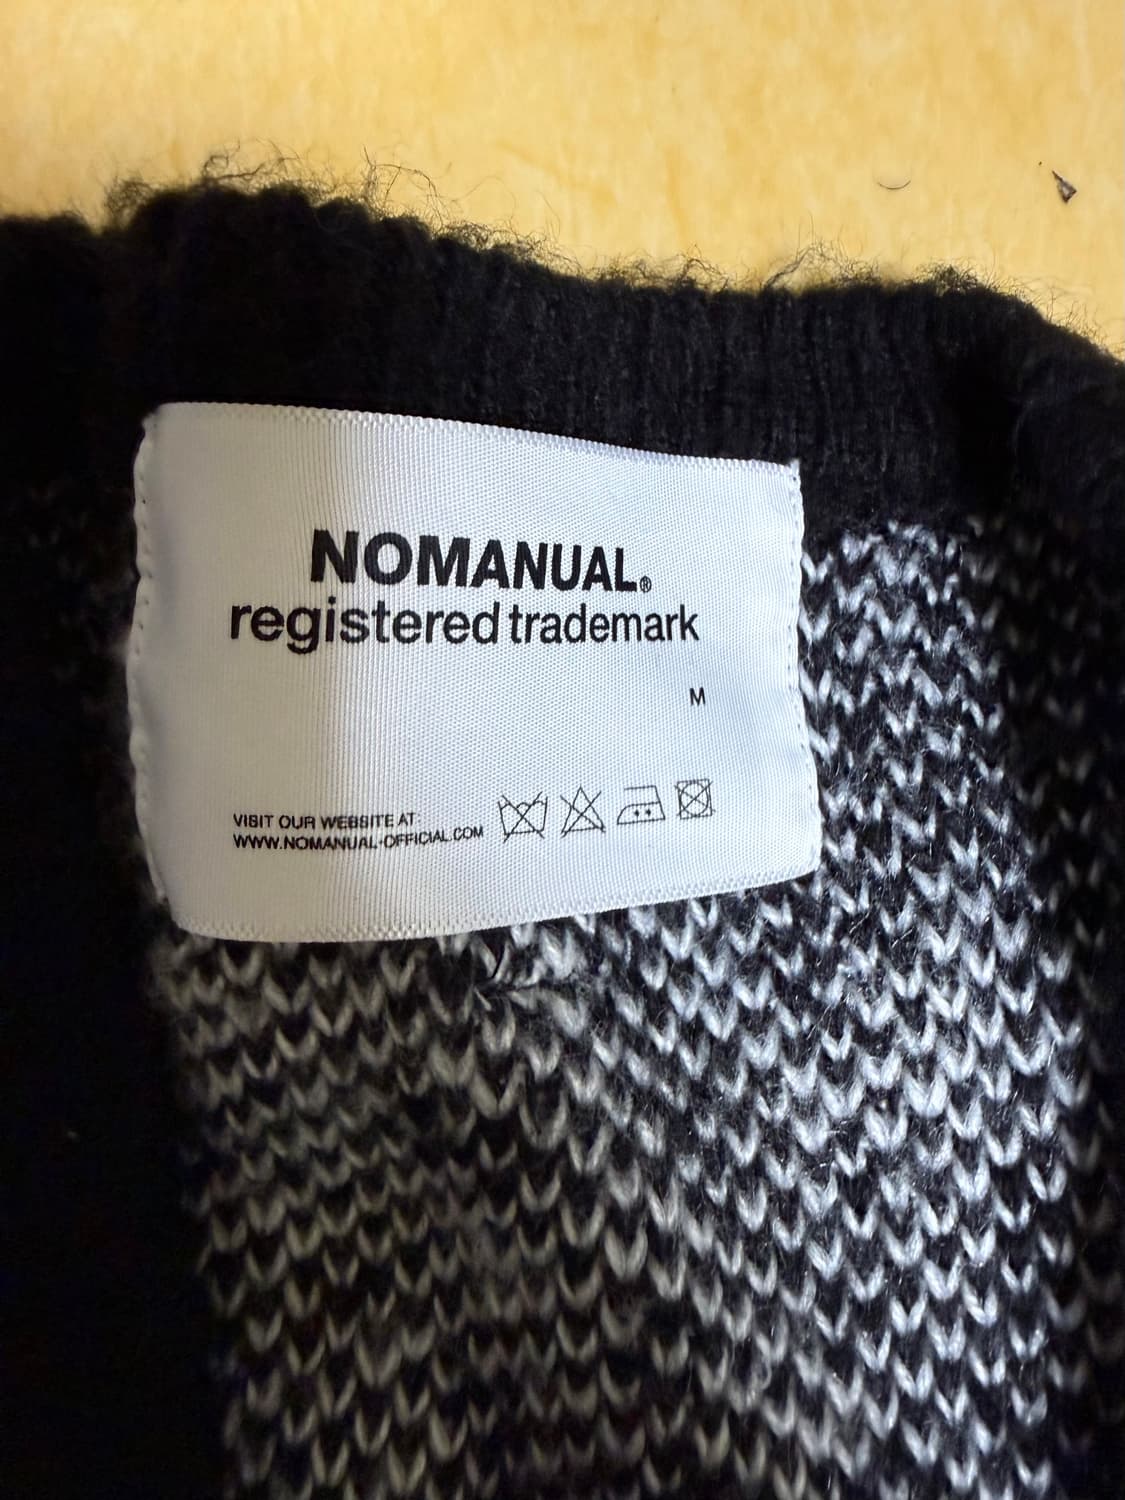 NOMANUAL®
registered trademark
M
VISIT OUR WEBSITE AT:
WWW.NOMANUAL-OFFICIAL.COM